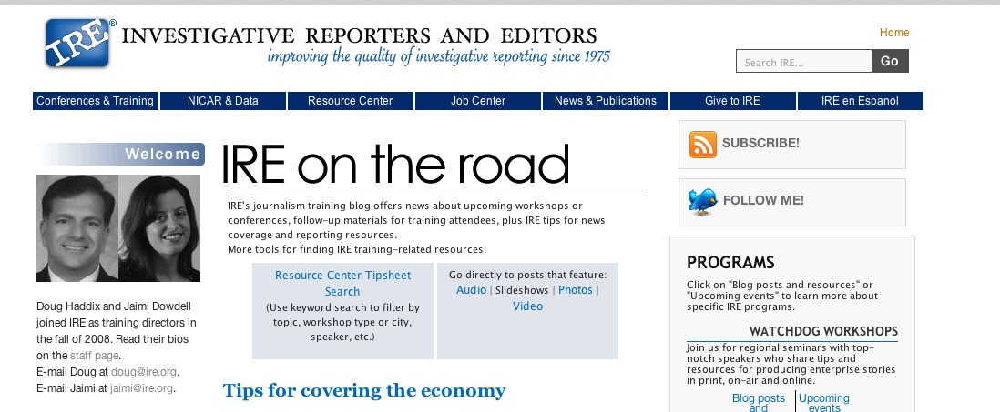 IRE®
INVESTIGATIVE REPORTERS AND EDITORS
improving the quality of investigative reporting since 1975
Home
Search IRE...
Go
Conferences & Training
NICAR & Data
Resource Center
Job Center
News & Publications
Give to IRE
IRE en Espanol
Welcome
Doug Haddix and Jaimi Dowdell
joined IRE as training directors in
the fall of 2008. Read their bios
on the staff page.
E-mail Doug at doug@ire.org.
E-mail Jaimi at jaimi@ire.org.
IRE on the road
IRE's journalism training blog offers news about upcoming workshops or
conferences, follow-up materials for training attendees, plus IRE tips for news
coverage and reporting resources.
More tools for finding IRE training-related resources:
Resource Center Tipsheet
Search
(Use keyword search to filter by
topic, workshop type or city,
speaker, etc.)
Go directly to posts that feature:
Audio | Slideshows | Photos |
Video
Tips for covering the economy
SUBSCRIBE!
FOLLOW ME!
PROGRAMS
Click on "Blog posts and resources" or
"Upcoming events" to learn more about
specific IRE programs.
WATCHDOG WORKSHOPS
Join us for regional seminars with top-
notch speakers who share tips and
resources for producing enterprise stories
in print, on-air and online.
Blog posts
and
Upcoming
events